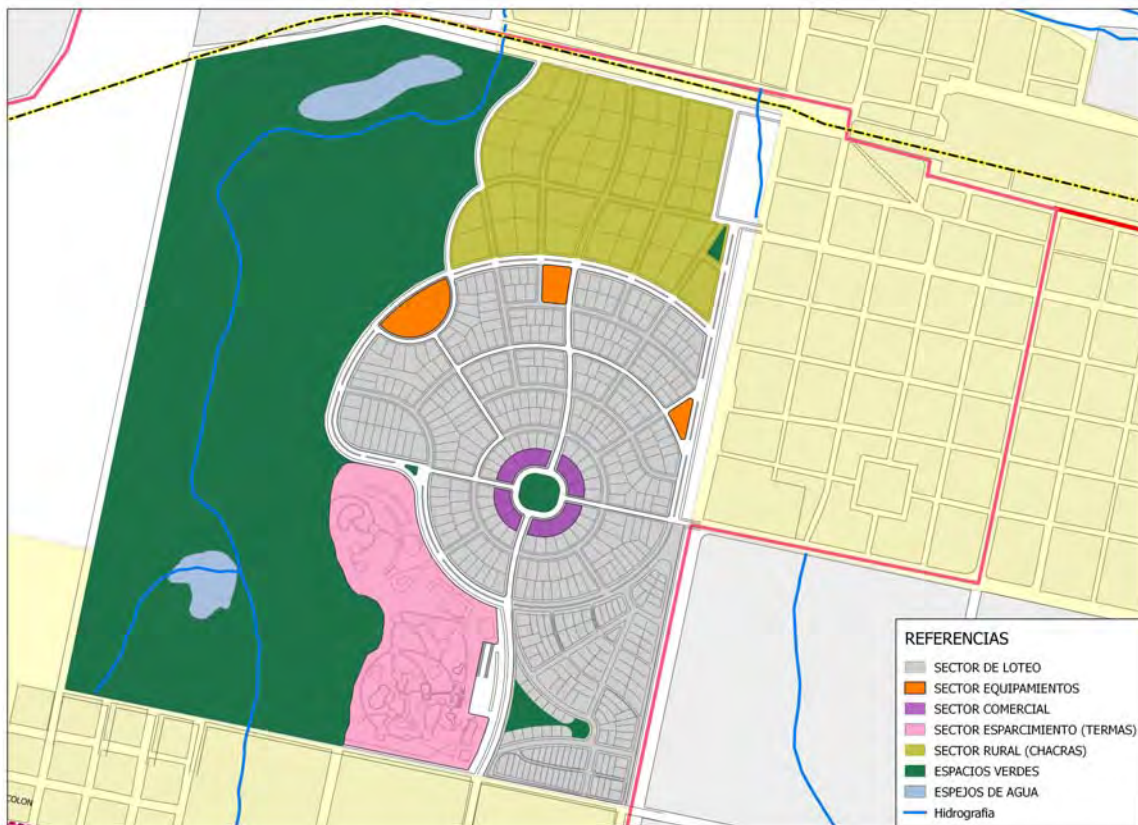 REFERENCIAS
SECTOR DE LOTEO
SECTOR EQUIPAMIENTOS
SECTOR COMERCIAL
SECTOR ESPARCIMIENTO (TERMAS)
SECTOR RURAL (CHACRAS)
ESPACIOS VERDES
ESPEJOS DE AGUA
Hidrografia
COLON